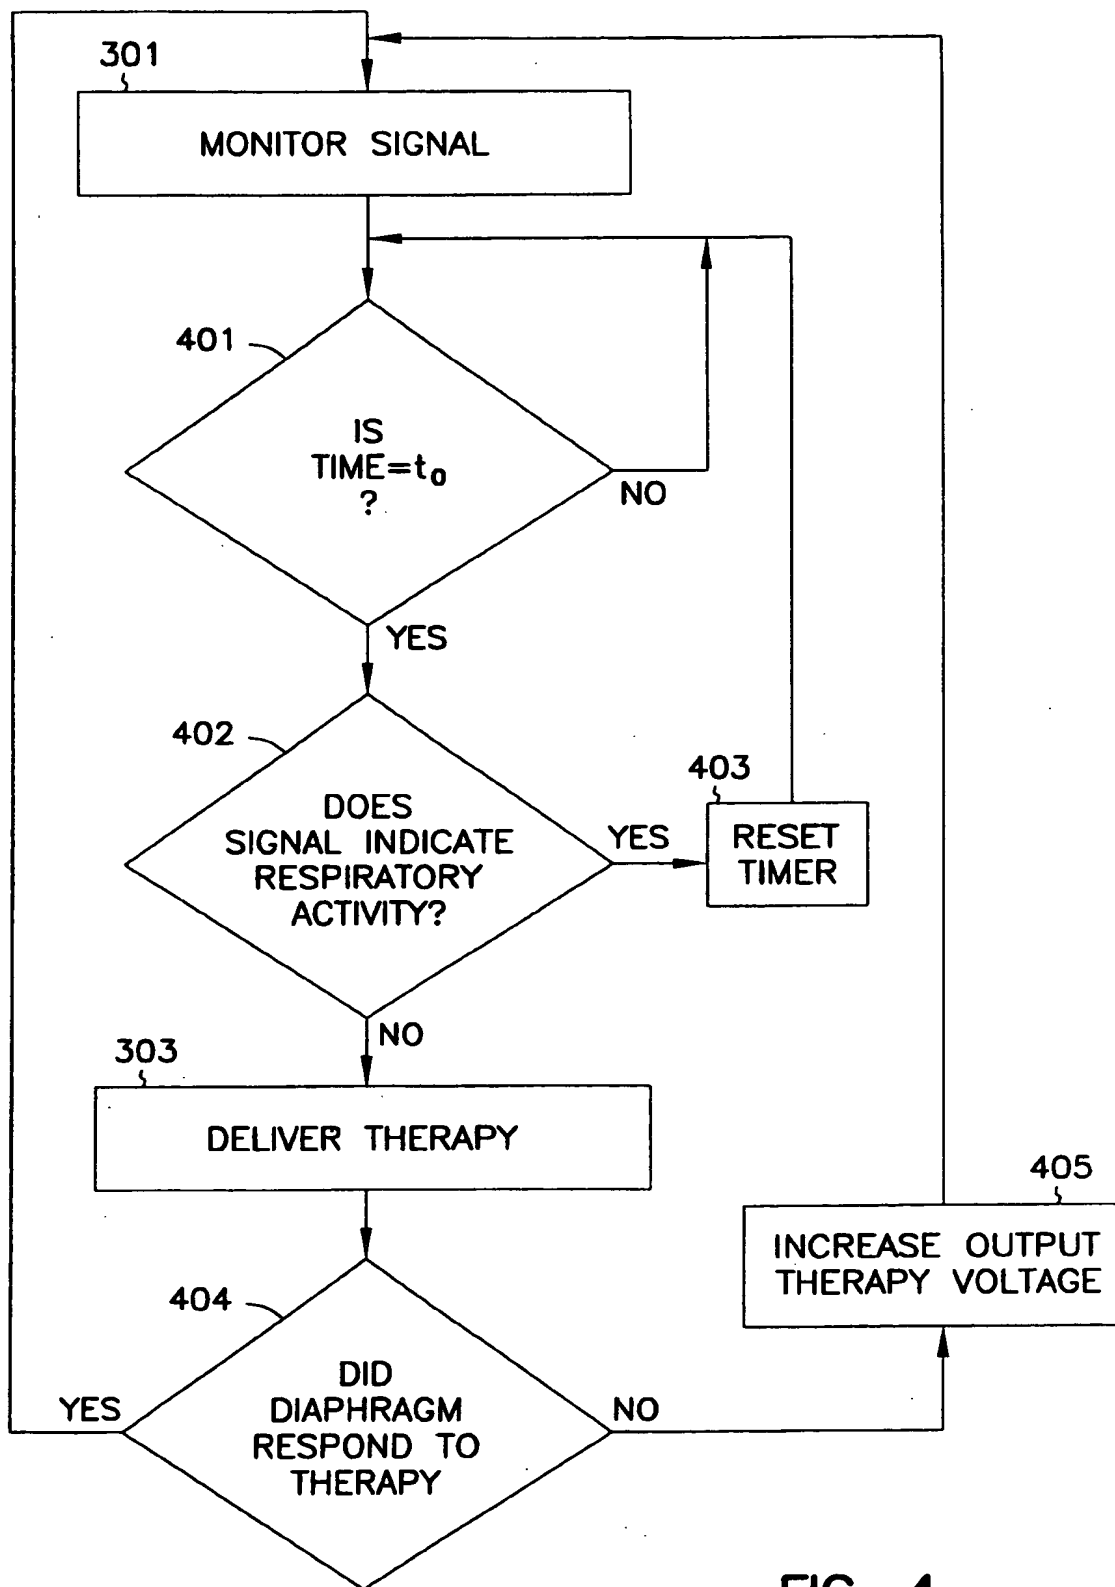 301
MONITOR SIGNAL
401
IS
TIME=t₀
?
NO
YES
402
DOES
SIGNAL INDICATE
RESPIRATORY
ACTIVITY?
YES
403
RESET
TIMER
NO
303
DELIVER THERAPY
405
INCREASE OUTPUT
THERAPY VOLTAGE
404
DID
DIAPHRAGM
RESPOND TO
THERAPY
YES
NO